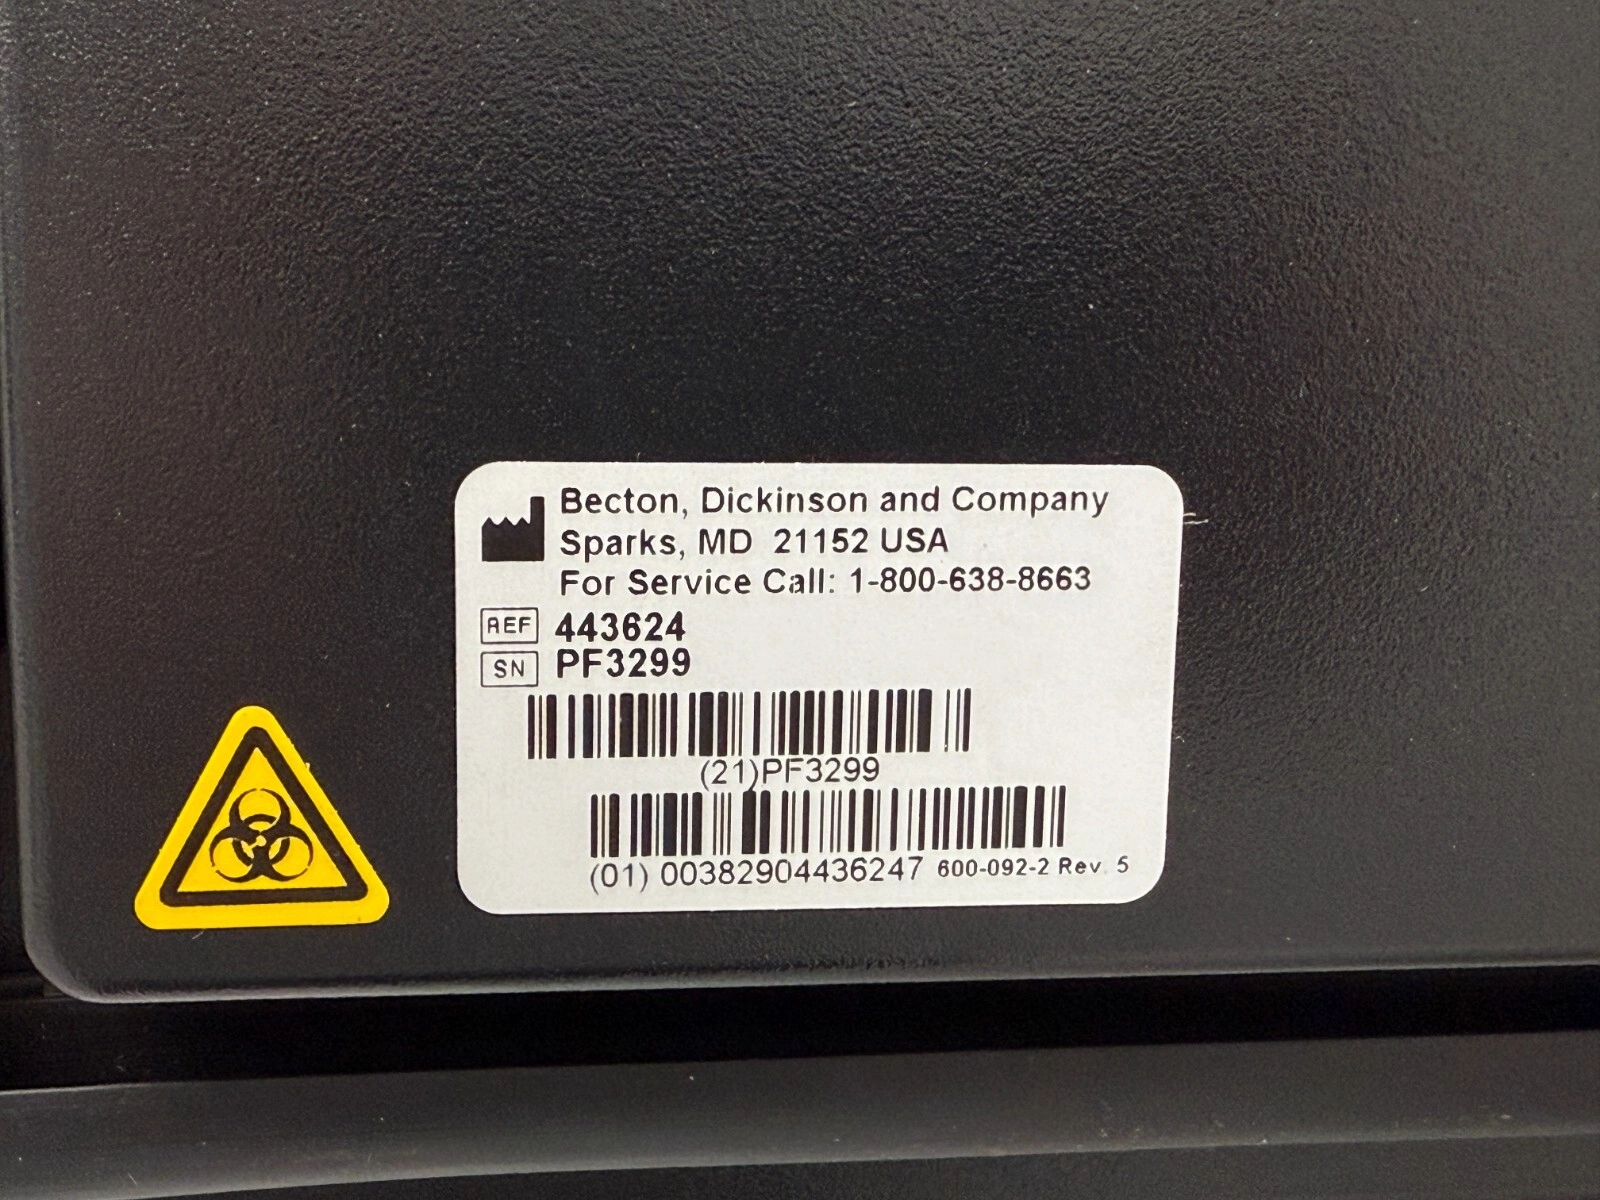 Becton, Dickinson and Company
Sparks, MD 21152 USA
For Service Call: 1-800-638-8663
REF 443624
SN PF3299
(21)PF3299
(01) 00382904436247 600-092-2 Rev. 5